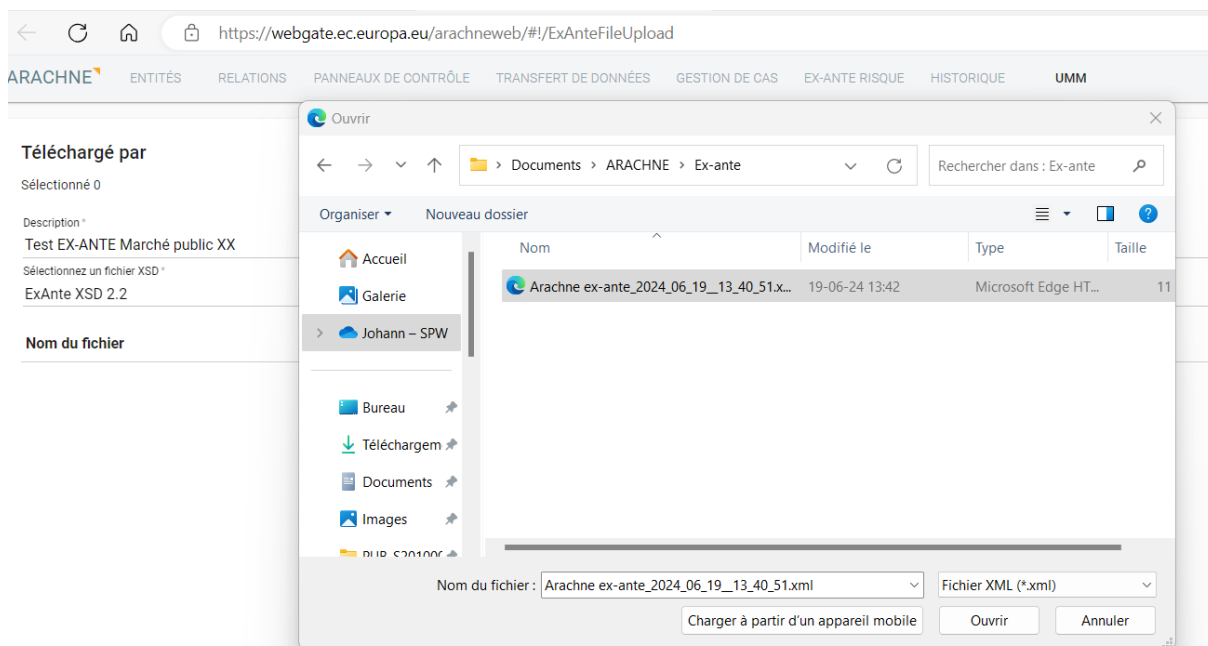 https://webgate.ec.europa.eu/arachneweb/#!/ExAnteFileUpload
ARACHNE ENTITÉS RELATIONS PANNEAUX DE CONTRÔLE TRANSFERT DE DONNÉES GESTION DE CAS EX-ANTE RISQUE HISTORIQUE UMM
Téléchargé par
Sélectionné 0
Description *
Test EX-ANTE Marché public XX
Sélectionnez un fichier XSD *
ExAnte XSD 2.2
Nom du fichier
Ouvrir
Documents > ARACHNE > Ex-ante
Rechercher dans : Ex-ante
Organiser Nouveau dossier
Nom Modifié le Type Taille
Arachne ex-ante_2024_06_19__13_40_51.x... 19-06-24 13:42 Microsoft Edge HT... 11
Accueil
Galerie
Johann – SPW
Bureau
Téléchargem
Documents
Images
Nom du fichier : Arachne ex-ante_2024_06_19__13_40_51.xml Fichier XML (*.xml)
Charger à partir d'un appareil mobile Ouvrir Annuler